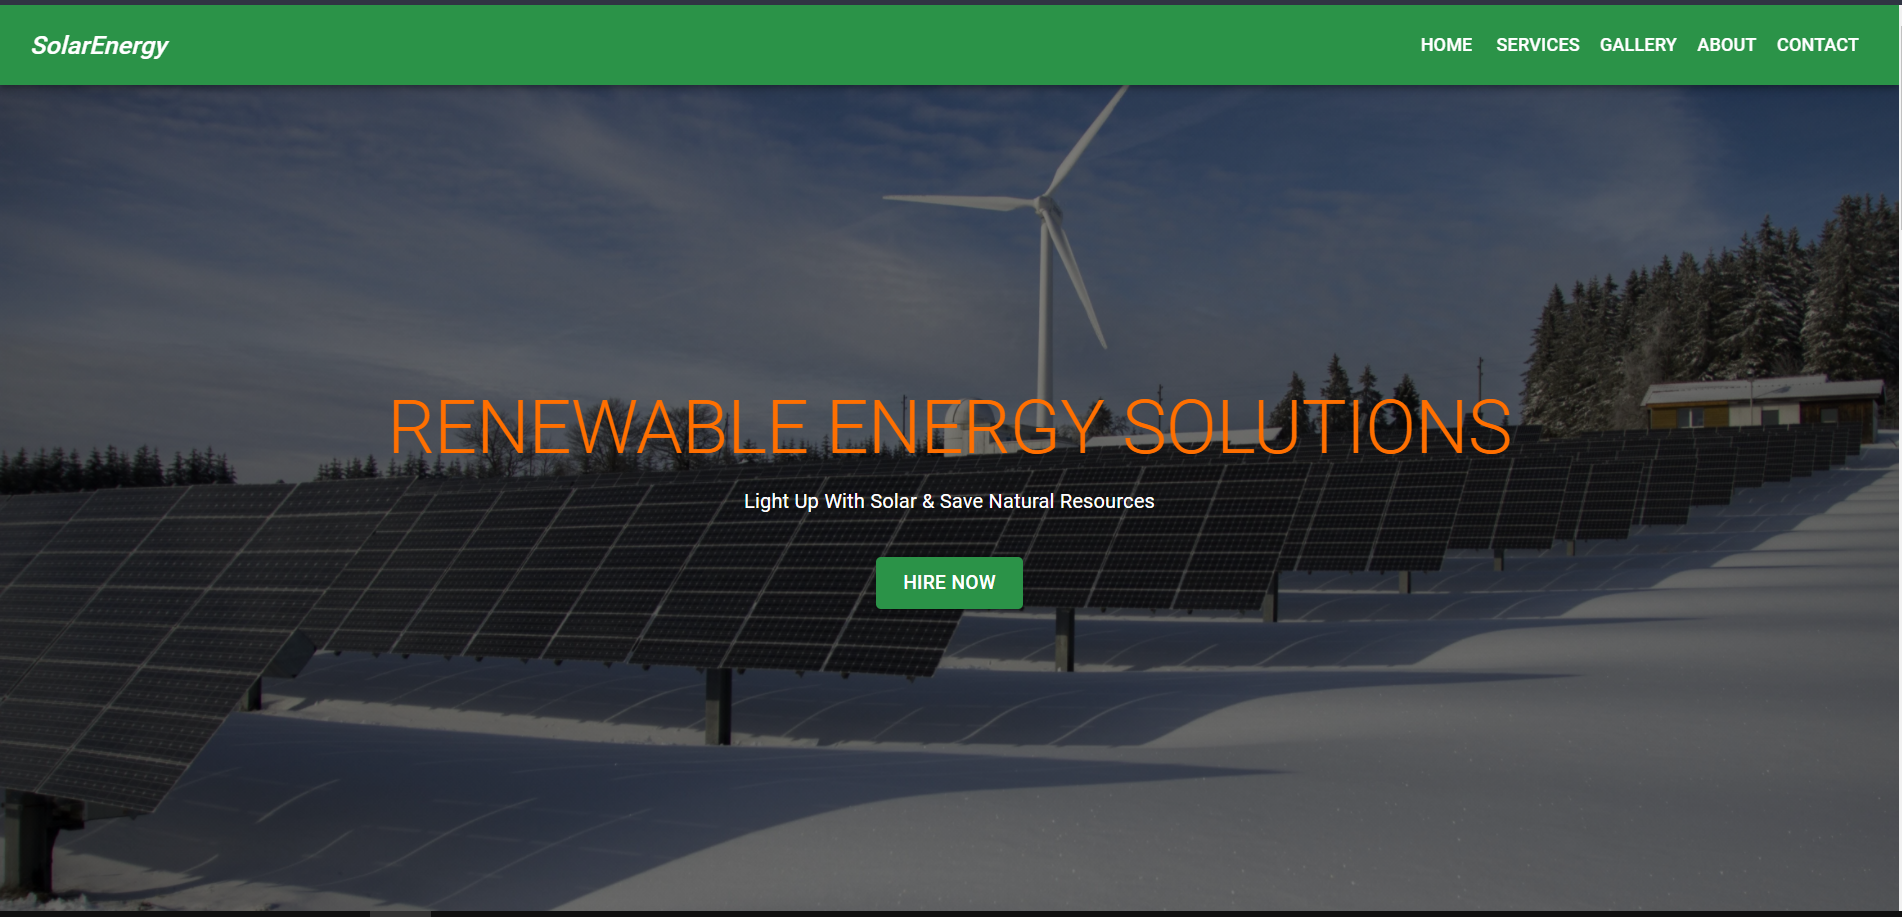 SolarEnergy
HOME SERVICES GALLERY ABOUT CONTACT
RENEWABLE ENERGY SOLUTIONS
Light Up With Solar & Save Natural Resources
HIRE NOW